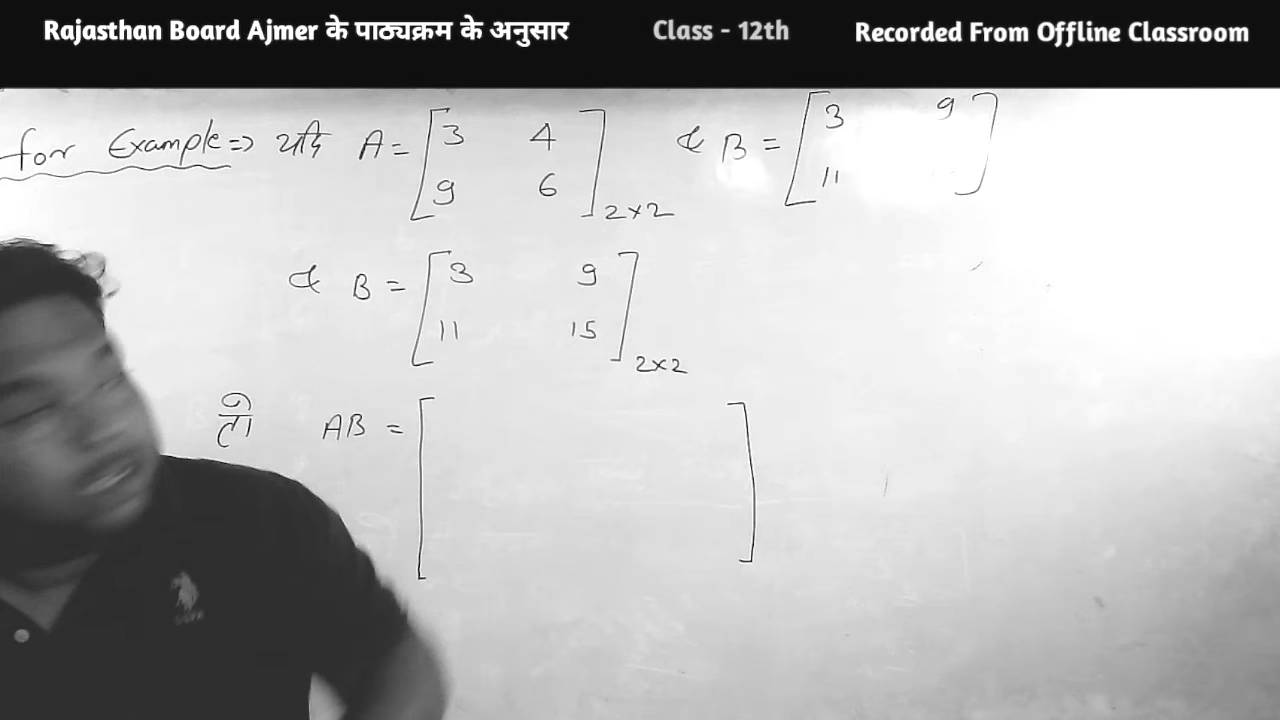 Rajasthan Board Ajmer के पाठ्यक्रम के अनुसार Class - 12th Recorded From Offline Classroom
for Example => यदि A = [3 4 9 6] 2×2 & B = [3 9 11]
& B = [3 9 11 15] 2×2
तो AB = [ ]